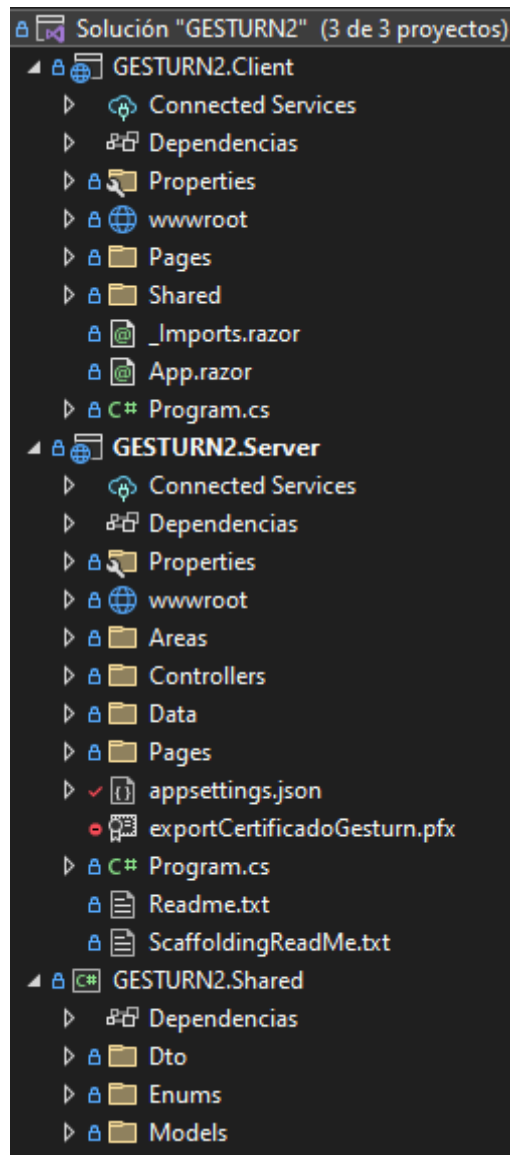 Solución "GESTURN2" (3 de 3 proyectos)
GESTURN2.Client
Connected Services
Dependencias
Properties
wwwroot
Pages
Shared
_Imports.razor
App.razor
C# Program.cs
GESTURN2.Server
Connected Services
Dependencias
Properties
wwwroot
Areas
Controllers
Data
Pages
appsettings.json
exportCertificadoGesturn.pfx
C# Program.cs
Readme.txt
ScaffoldingReadMe.txt
C# GESTURN2.Shared
Dependencias
Dto
Enums
Models